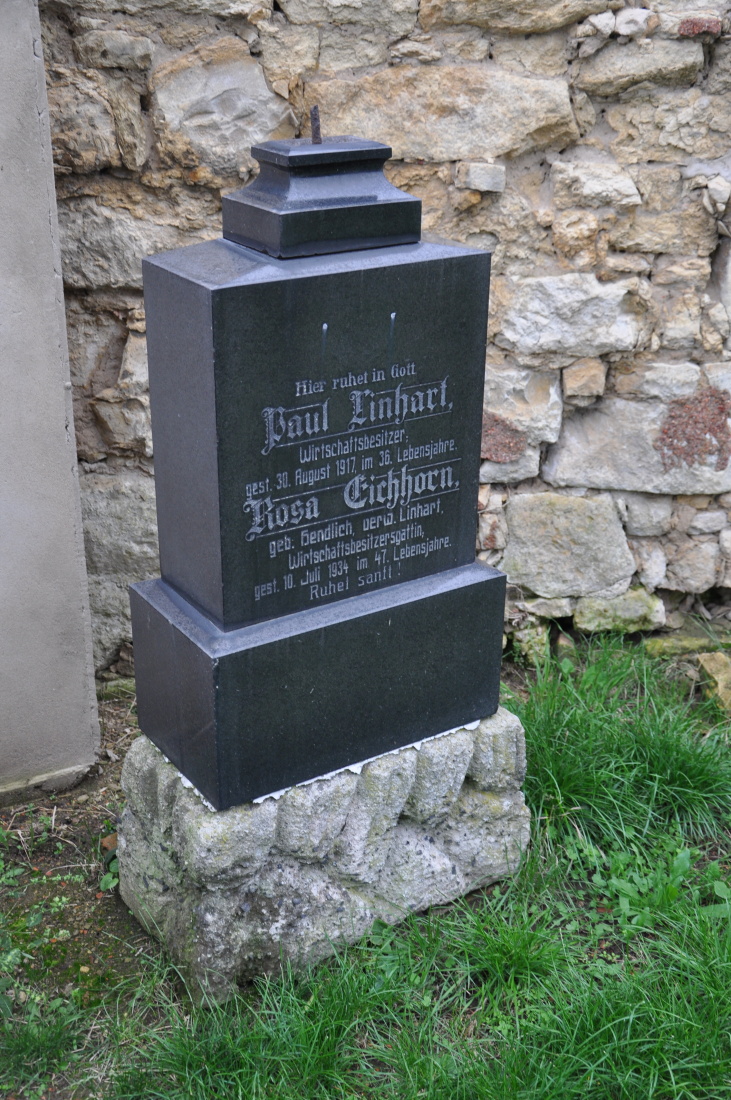 Hier ruhet in Gott
Paul Linhart,
Wirtschaftsbesitzer,
gest. 30. August 1917, im 36. Lebensjahre.
Rosa Eichhorn,
geb. Hendlich, verw. Linhart,
Wirtschaftsbesitzersgattin,
gest. 10. Juli 1934 im 47. Lebensjahre.
Ruhet sanft!